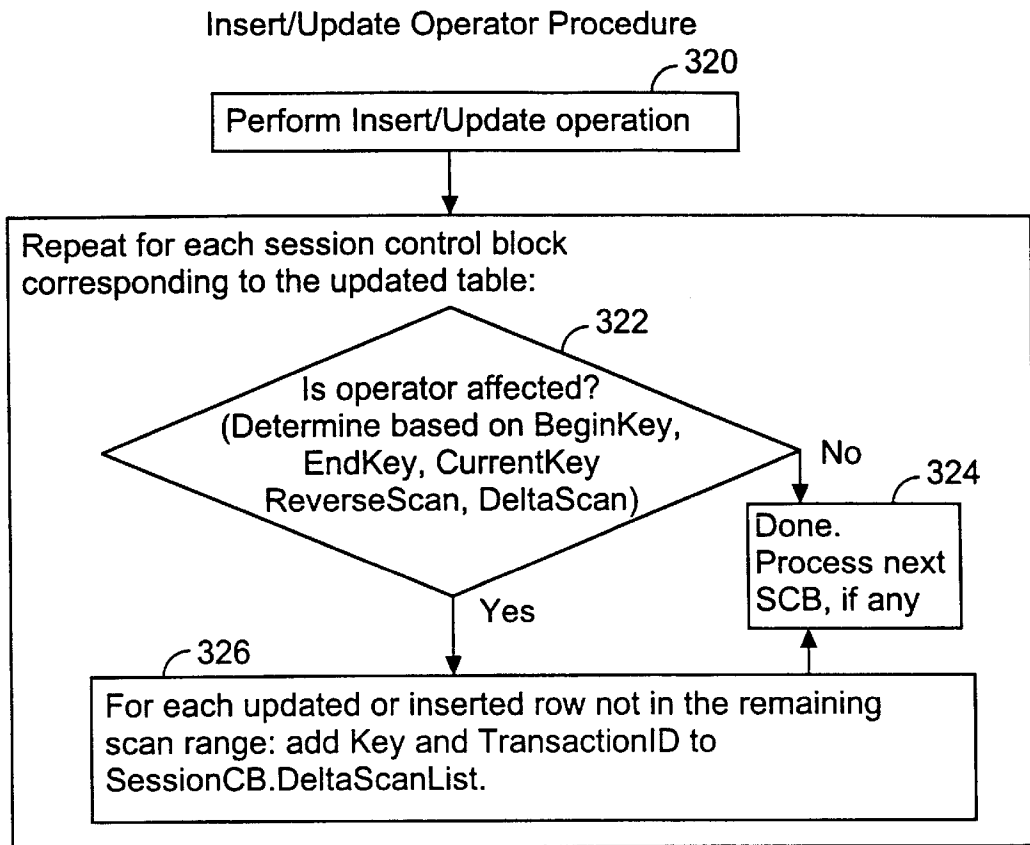 Insert/Update Operator Procedure
320
Perform Insert/Update operation
Repeat for each session control block
corresponding to the updated table:
322
Is operator affected?
(Determine based on BeginKey,
EndKey, CurrentKey
ReverseScan, DeltaScan)
No
324
Done.
Process next
SCB, if any
Yes
326
For each updated or inserted row not in the remaining
scan range: add Key and TransactionID to
SessionCB.DeltaScanList.